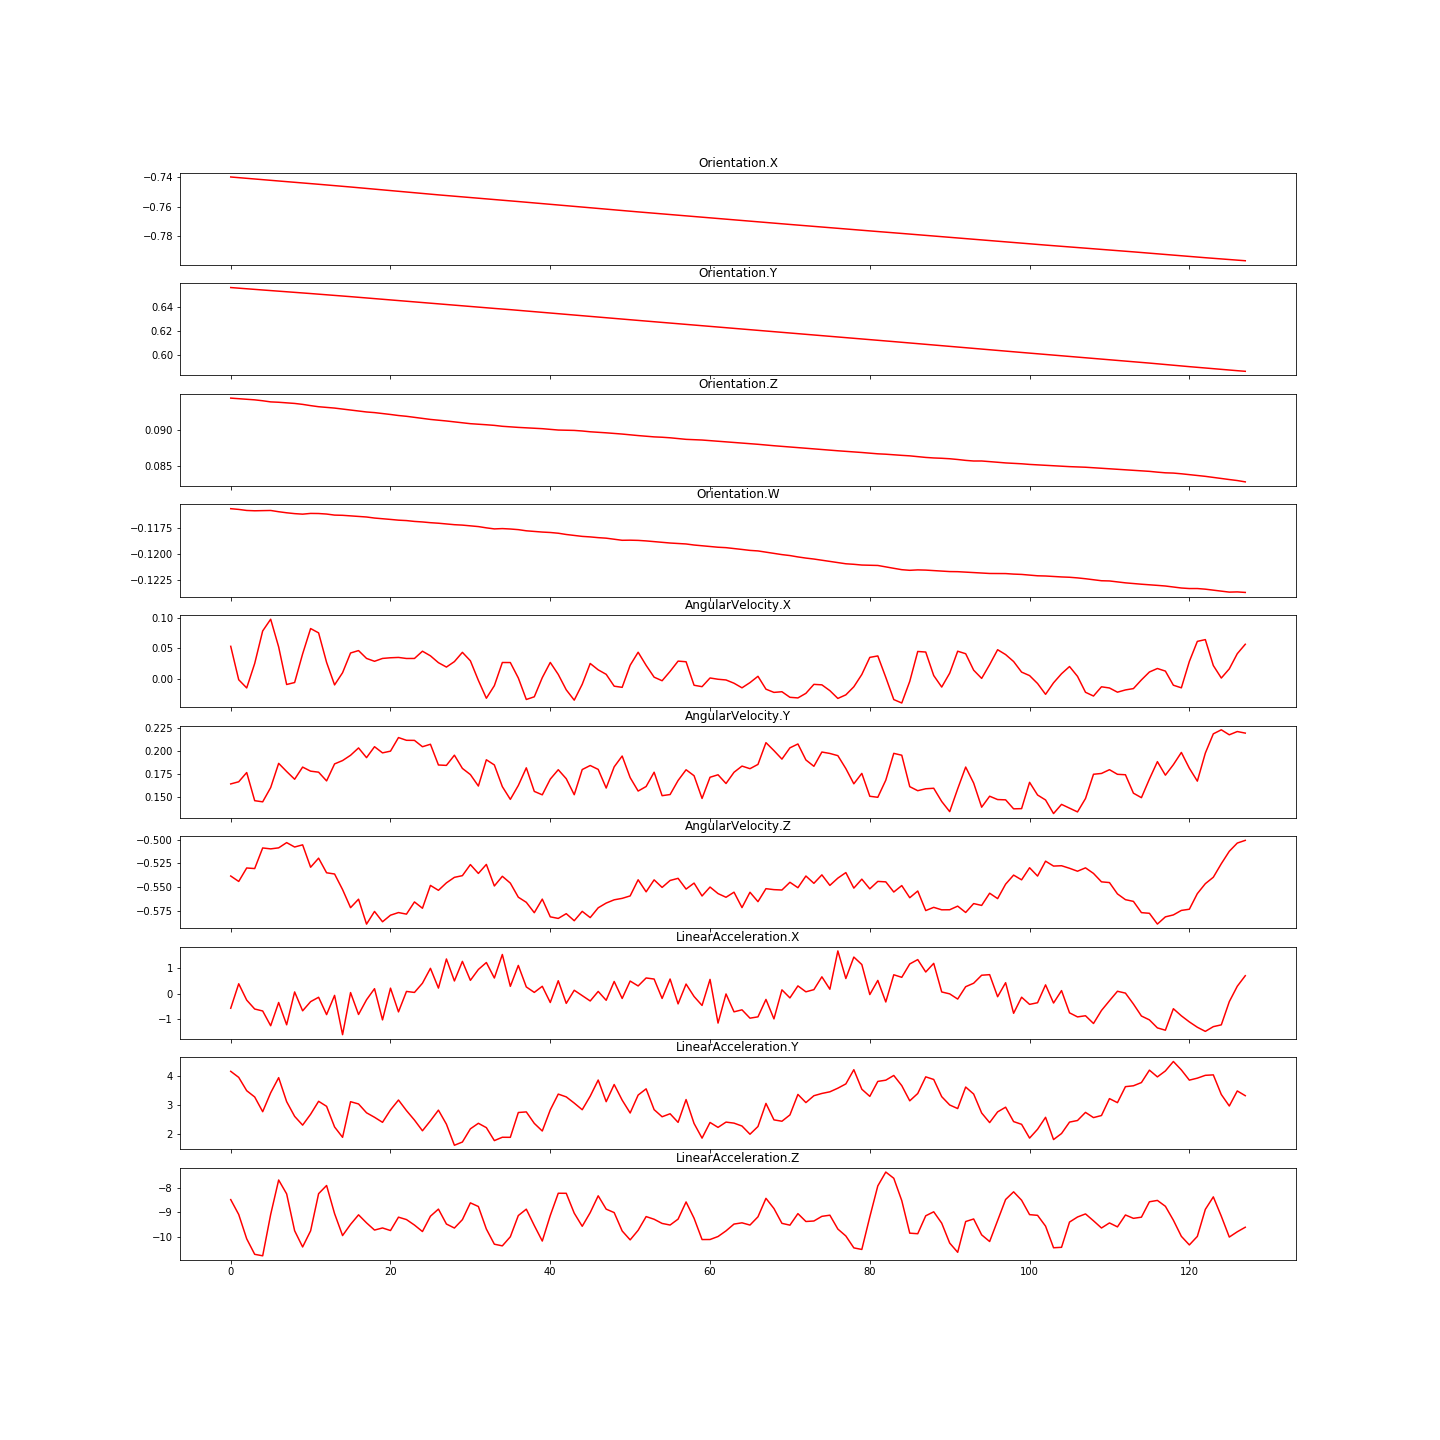 Orientation.X
−0.74
−0.76
−0.78
Orientation.Y
0.64
0.62
0.60
Orientation.Z
0.090
0.085
Orientation.W
−0.1175
−0.1200
−0.1225
AngularVelocity.X
0.10
0.05
0.00
AngularVelocity.Y
0.225
0.200
0.175
0.150
AngularVelocity.Z
−0.500
−0.525
−0.550
−0.575
LinearAcceleration.X
1
0
−1
LinearAcceleration.Y
4
3
2
LinearAcceleration.Z
−8
−9
−10
0 20 40 60 80 100 120